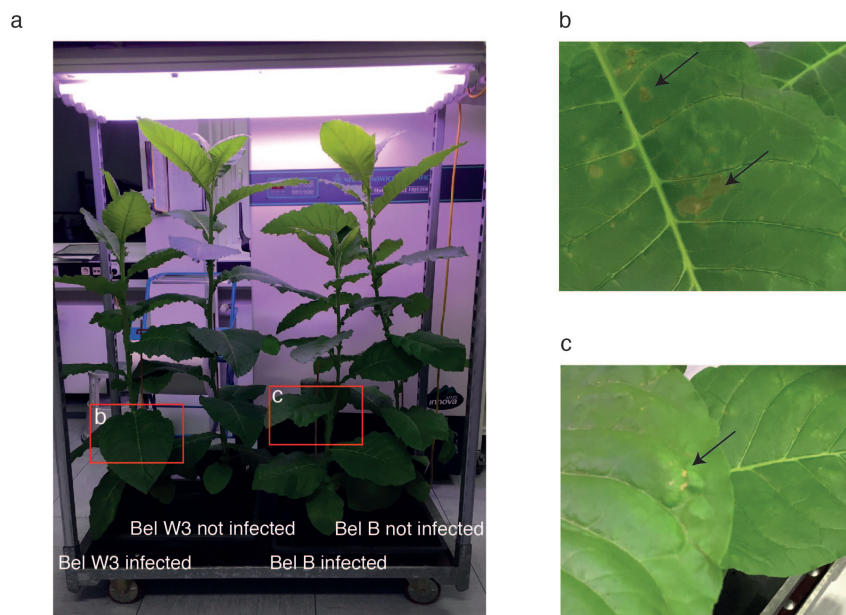 a
b
b
c
innova
Bel W3 not infected
Bel B not infected
Bel W3 infected
Bel B infected
c